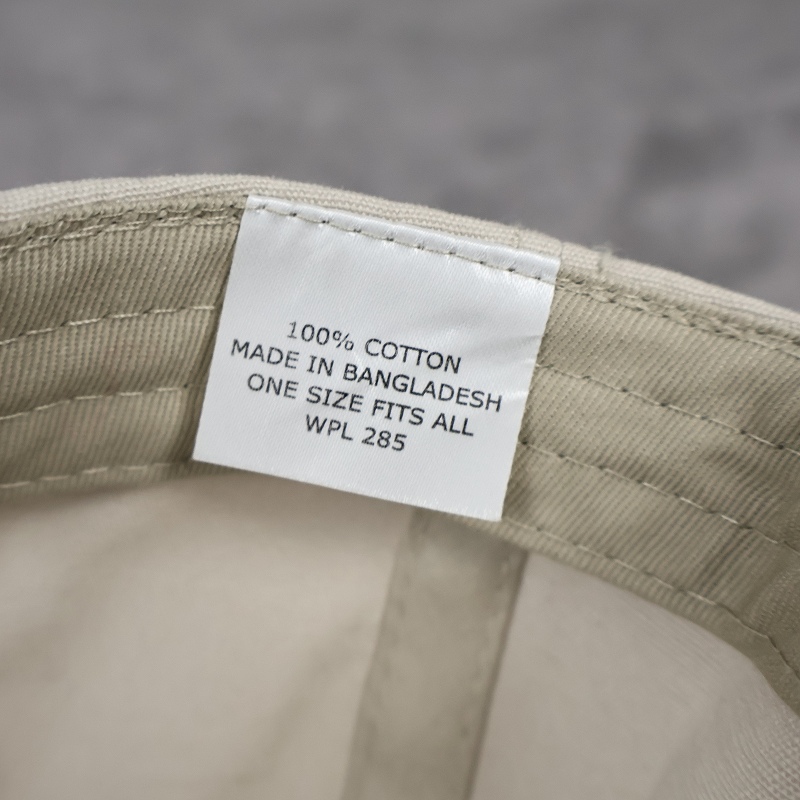 100% COTTON
MADE IN BANGLADESH
ONE SIZE FITS ALL
WPL 285